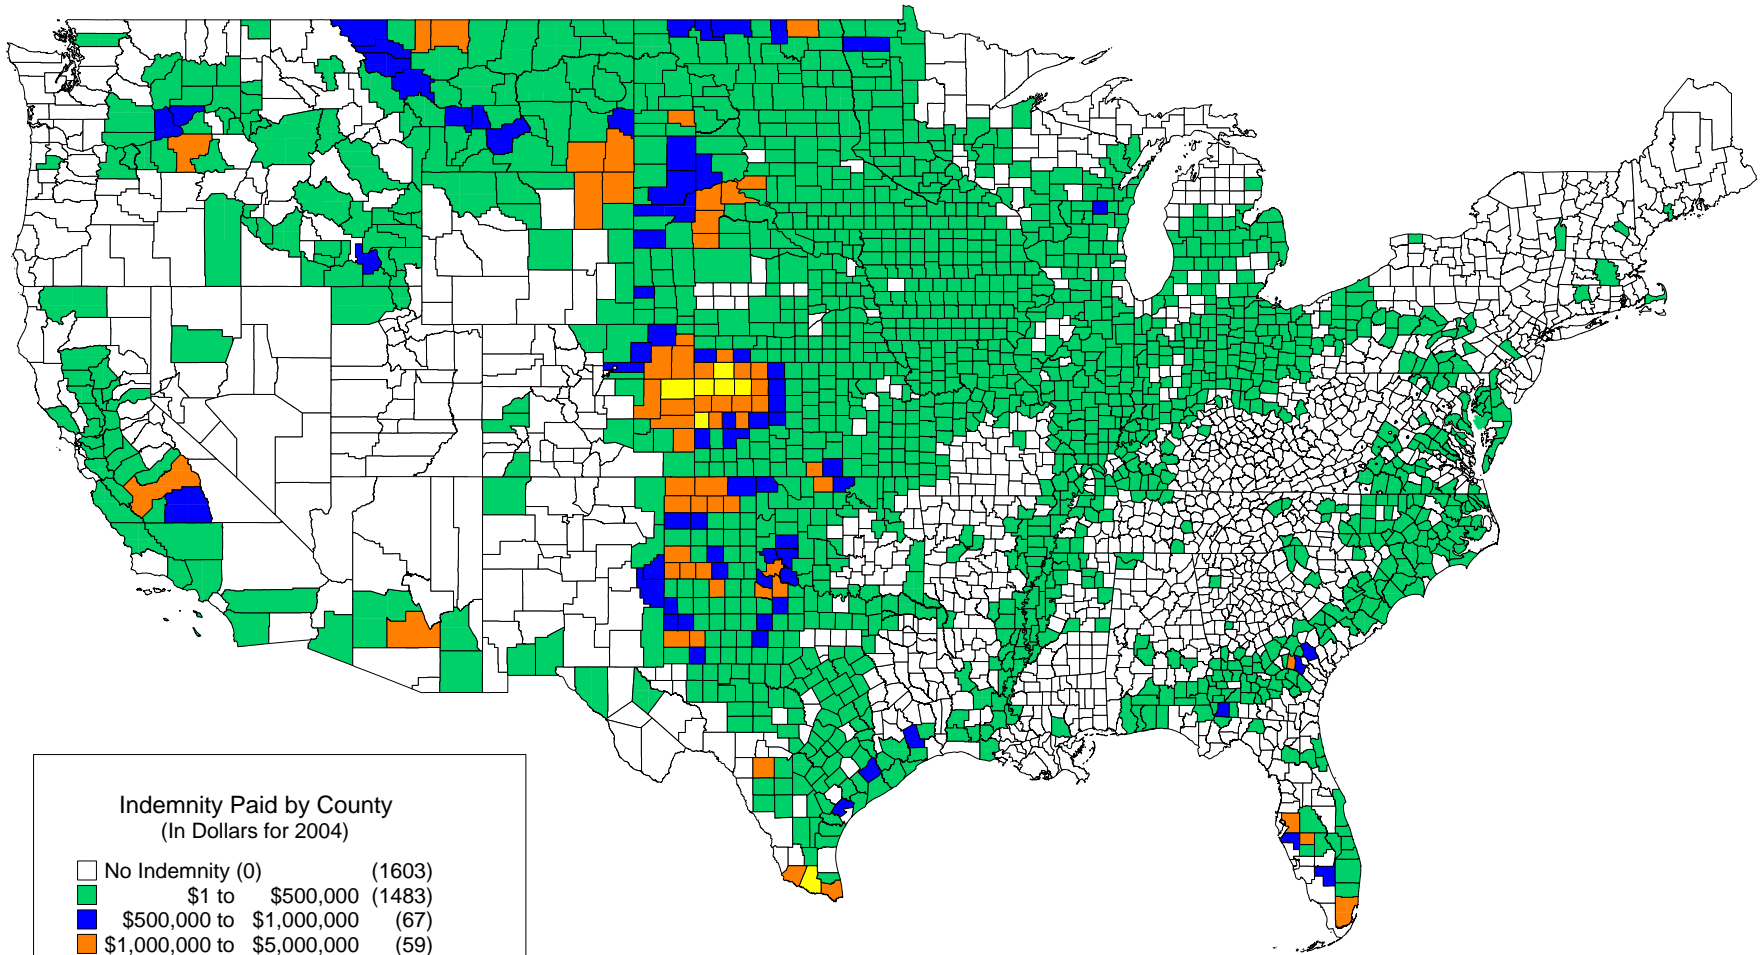 Indemnity Paid by County
(In Dollars for 2004)
No Indemnity (0) (1603)
$1 to $500,000 (1483)
$500,000 to $1,000,000 (67)
$1,000,000 to $5,000,000 (59)